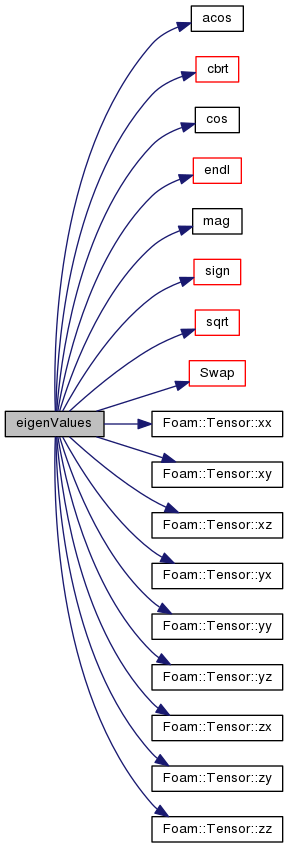 acos
cbrt
cos
endl
mag
sign
sqrt
Swap
eigenValues
Foam::Tensor::xx
Foam::Tensor::xy
Foam::Tensor::xz
Foam::Tensor::yx
Foam::Tensor::yy
Foam::Tensor::yz
Foam::Tensor::zx
Foam::Tensor::zy
Foam::Tensor::zz